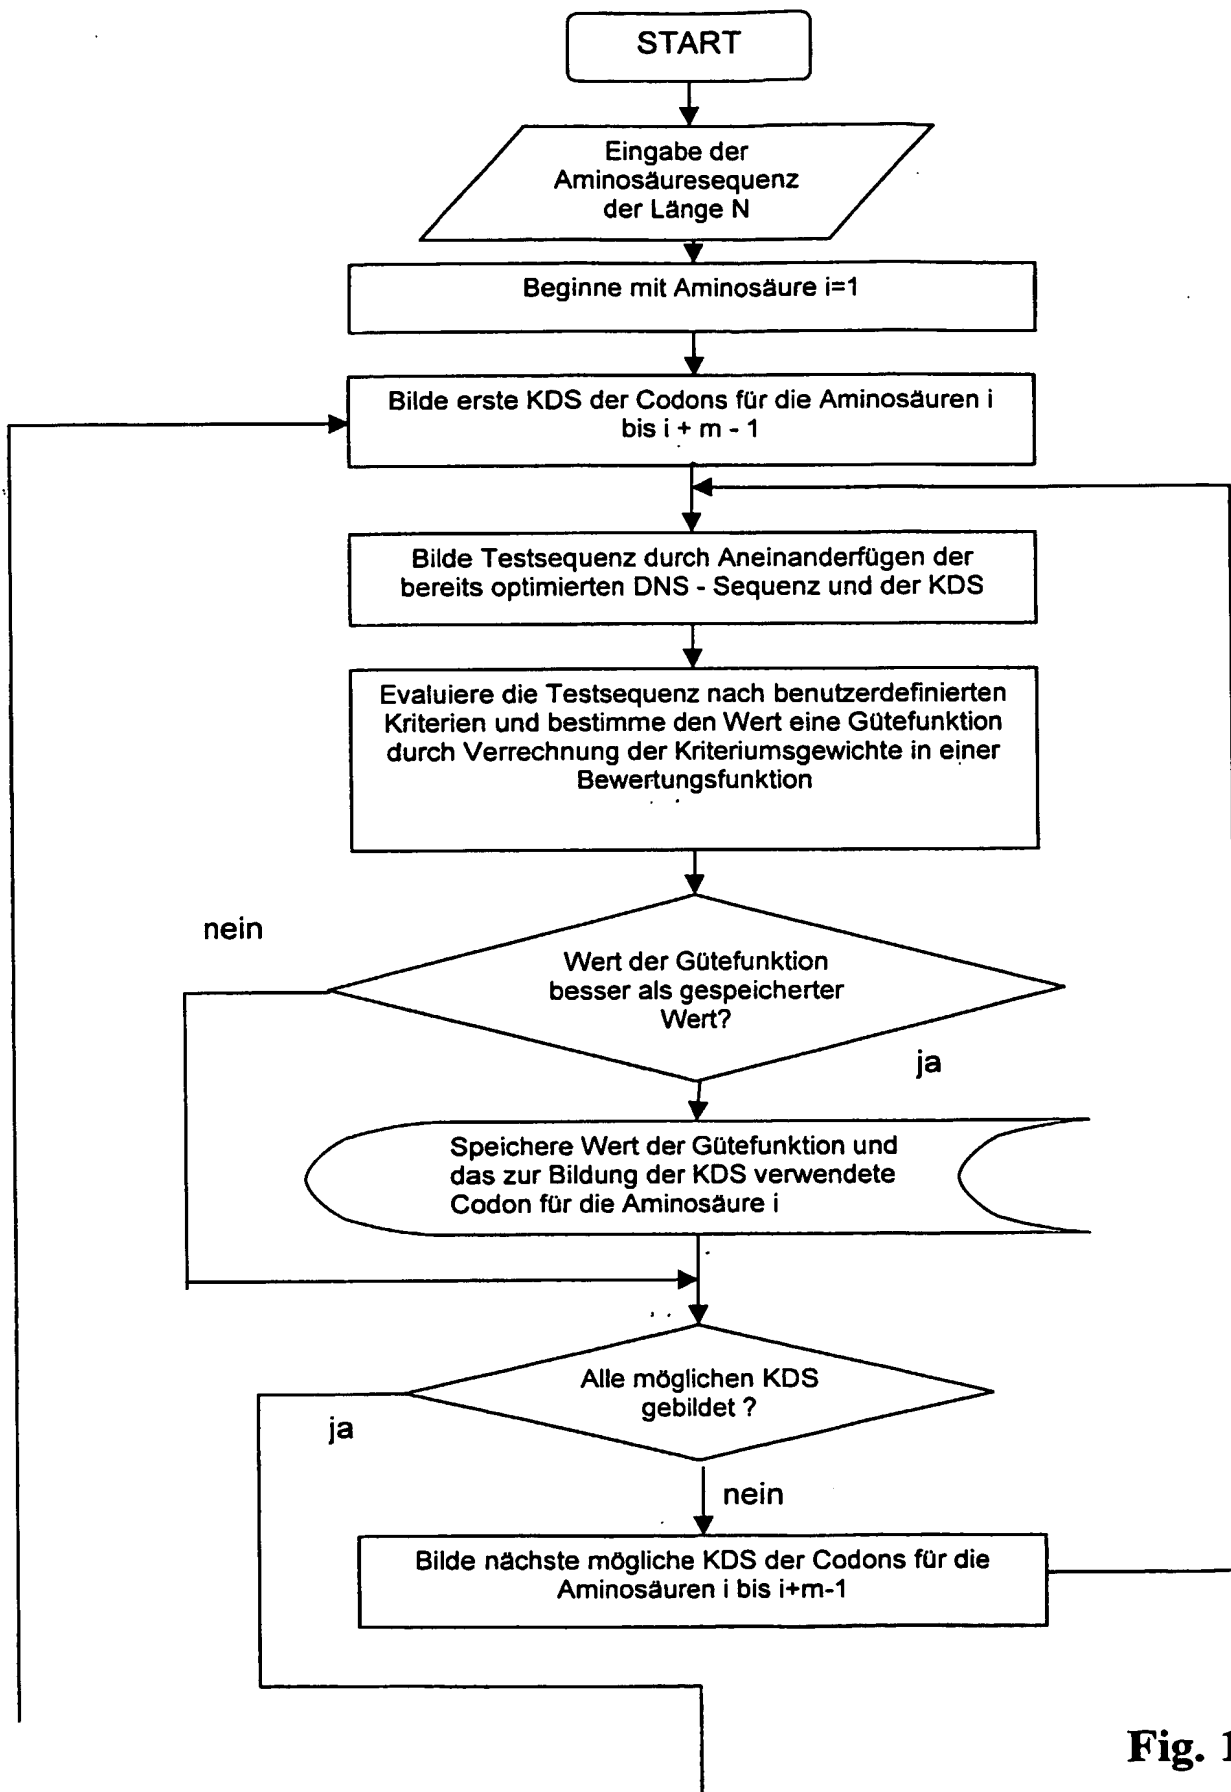 START
Eingabe der
Aminosäuresequenz
der Länge N
Beginne mit Aminosäure i=1
Bilde erste KDS der Codons für die Aminosäuren i
bis i + m - 1
Bilde Testsequenz durch Aneinanderfügen der
bereits optimierten DNS - Sequenz und der KDS
Evaluiere die Testsequenz nach benutzerdefinierten
Kriterien und bestimme den Wert eine Gütefunktion
durch Verrechnung der Kriteriumsgewichte in einer
Bewertungsfunktion
nein
Wert der Gütefunktion
besser als gespeicherter
Wert?
ja
Speichere Wert der Gütefunktion und
das zur Bildung der KDS verwendete
Codon für die Aminosäure i
Alle möglichen KDS
gebildet ?
ja
nein
Bilde nächste mögliche KDS der Codons für die
Aminosäuren i bis i+m-1
Fig. 1